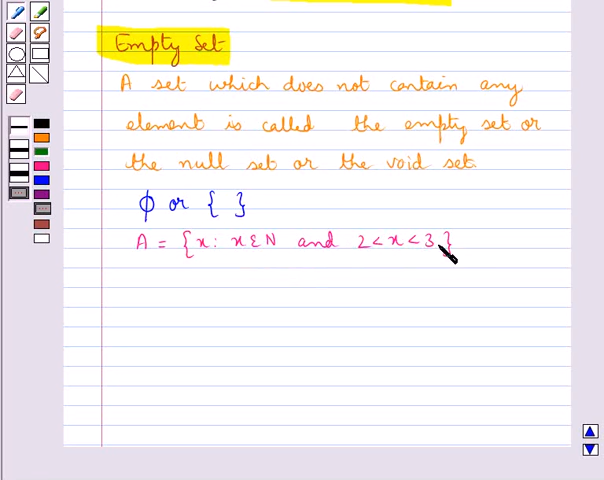 Empty Set
A set which does not contain any
element is called the empty set or
the null set or the void set.
ϕ or { }
A = {x : x ε N and 2 < x < 3}